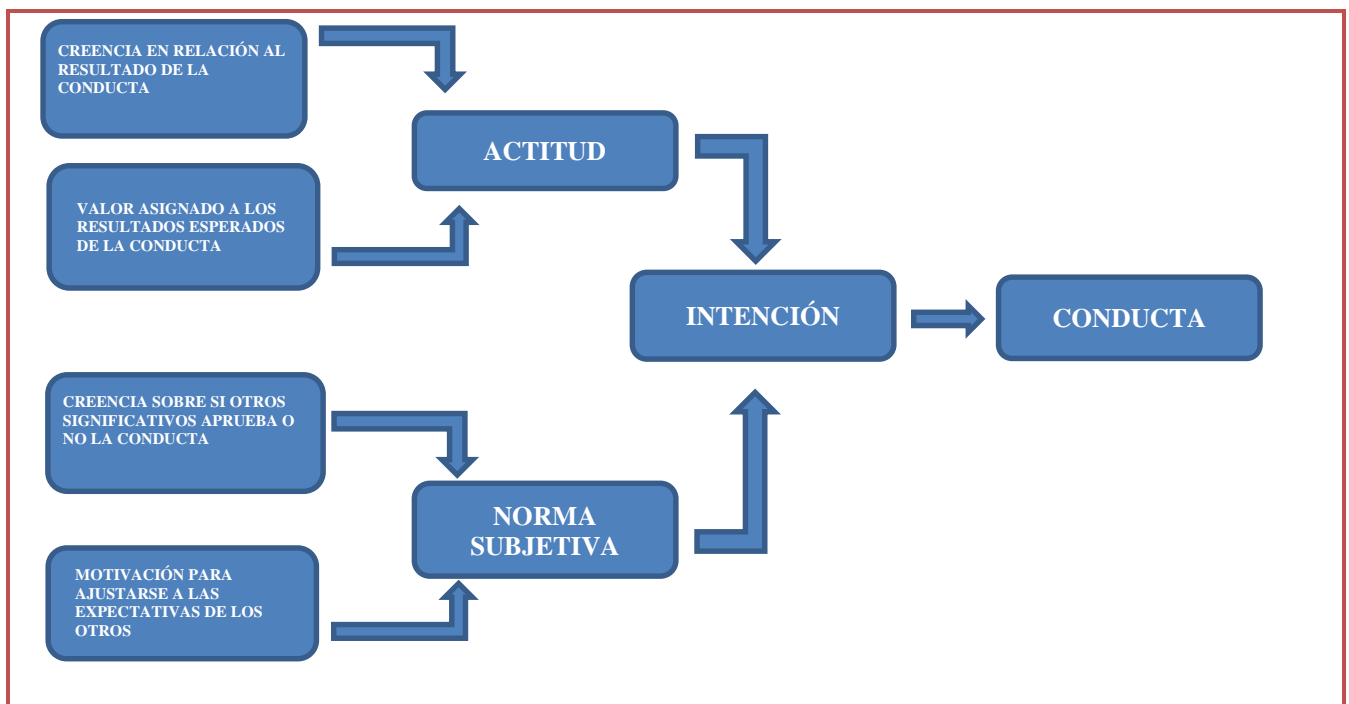 CREENCIA EN RELACIÓN AL
RESULTADO DE LA
CONDUCTA
ACTITUD
VALOR ASIGNADO A LOS
RESULTADOS ESPERADOS
DE LA CONDUCTA
INTENCIÓN
CONDUCTA
CREENCIA SOBRE SI OTROS
SIGNIFICATIVOS APRUEBA O
NO LA CONDUCTA
NORMA
SUBJETIVA
MOTIVACIÓN PARA
AJUSTARSE A LAS
EXPECTATIVAS DE LOS
OTROS